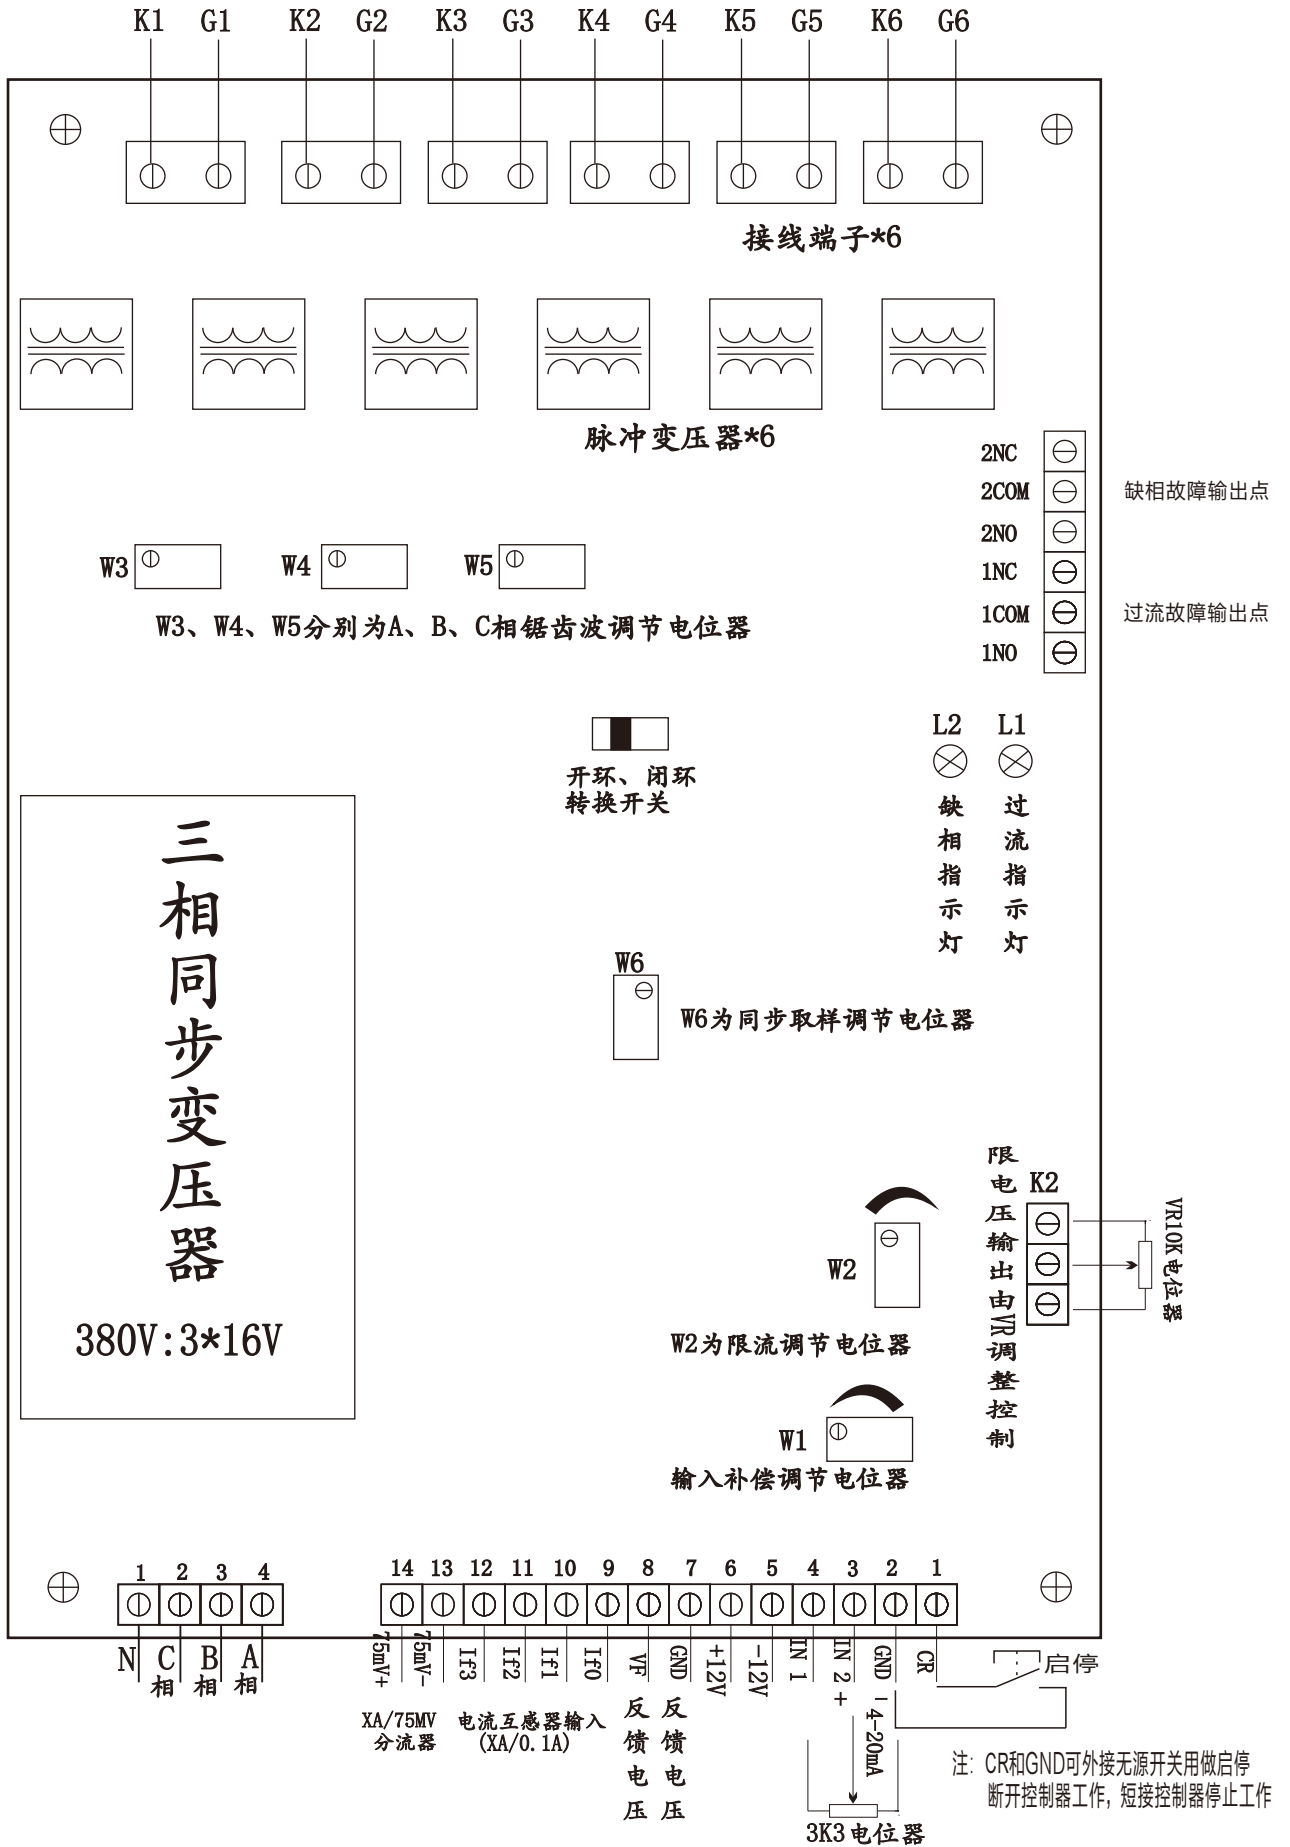 K1 G1 K2 G2 K3 G3 K4 G4 K5 G5 K6 G6
接线端子*6
脉冲变压器*6
2NC
2COM 缺相故障输出点
2NO
1NC
1COM 过流故障输出点
1NO
W3 W4 W5
W3、W4、W5分别为A、B、C相锯齿波调节电位器
L2 L1
缺相指示灯
过流指示灯
开环、闭环
转换开关
三相同步变压器
380V:3*16V
W6
W6为同步取样调节电位器
限电压输出由VR调整控制
K2
VR10K电位器
W2
W2为限流调节电位器
W1
输入补偿调节电位器
1 2 3 4
N C相 B相 A相
14 13 12 11 10 9 8 7 6 5 4 3 2 1
75mV+ 75mV- If3 If2 If1 If0 VF GND +12V -12V IN 1 IN 2 GND CR
启停
+ - 4-20mA
XA/75MV
分流器
电流互感器输入
(XA/0.1A)
反馈电压
反馈电压
3K3电位器
注: CR和GND可外接无源开关用做启停
断开控制器工作, 短接控制器停止工作